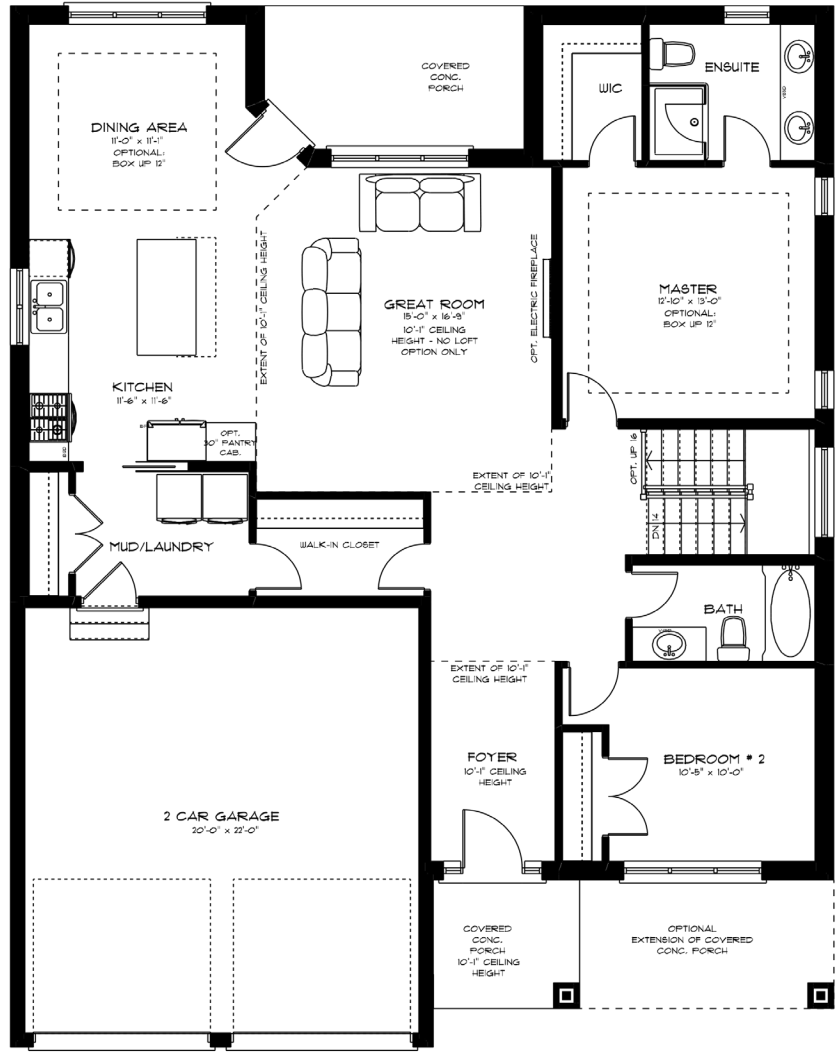 COVERED
CONC.
PORCH
WIC
ENSUITE
DINING AREA
11'-0" x 11'-1"
OPTIONAL:
BOX UP 12"
EXTENT OF 10'-1" CEILING HEIGHT
GREAT ROOM
15'-0" x 16'-9"
10'-1" CEILING
HEIGHT - NO LOFT
OPTION ONLY
OPT. ELECTRIC FIREPLACE
MASTER
12'-10" x 13'-0"
OPTIONAL:
BOX UP 12"
KITCHEN
11'-6" x 11'-6"
OPT.
30" PANTRY
CAB.
EXTENT OF 10'-1"
CEILING HEIGHT
OPT. UP 16
DN 14
MUD/LAUNDRY
WALK-IN CLOSET
BATH
EXTENT OF 10'-1"
CEILING HEIGHT
FOYER
10'-1" CEILING
HEIGHT
BEDROOM # 2
10'-5" x 10'-0"
2 CAR GARAGE
20'-0" x 22'-0"
COVERED
CONC.
PORCH
10'-1" CEILING
HEIGHT
OPTIONAL
EXTENSION OF COVERED
CONC. PORCH